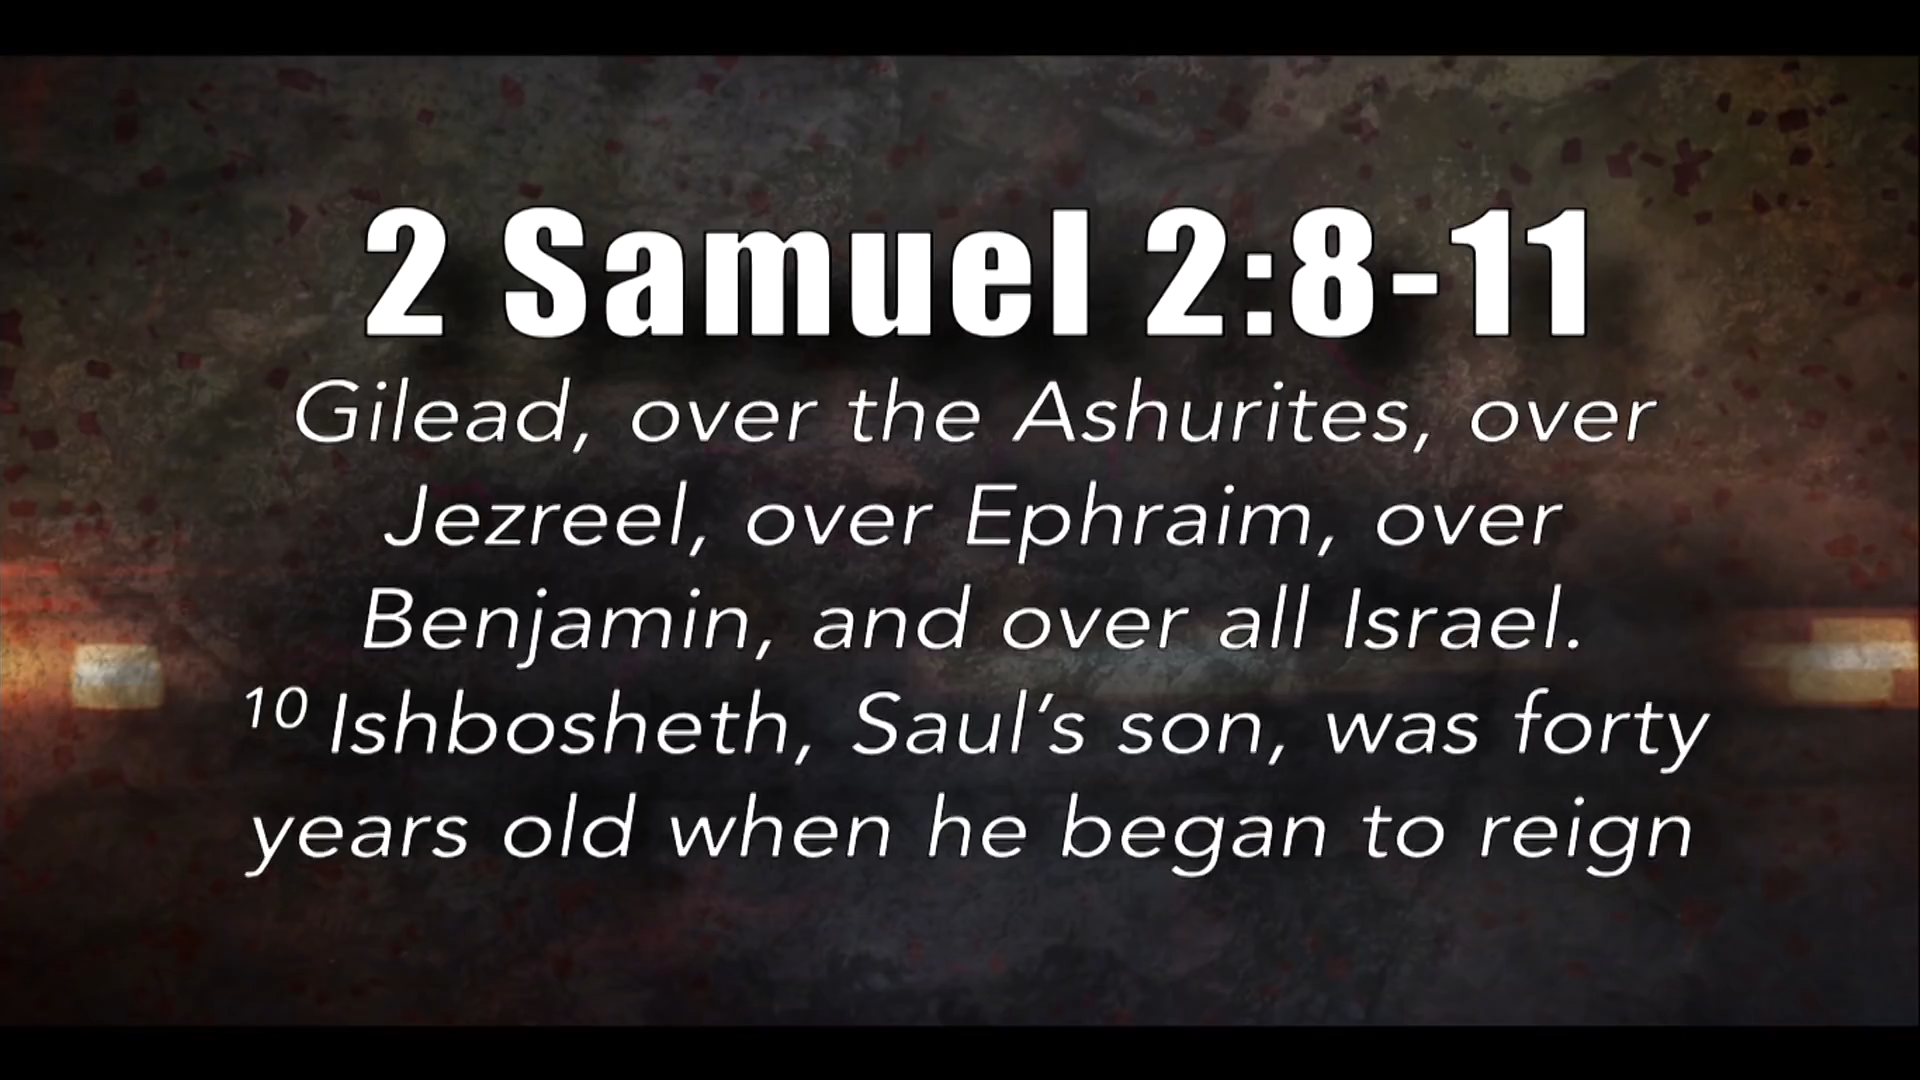 2 Samuel 2:8-11
Gilead, over the Ashurites, over
Jezreel, over Ephraim, over
Benjamin, and over all Israel.
10 Ishbosheth, Saul’s son, was forty
years old when he began to reign